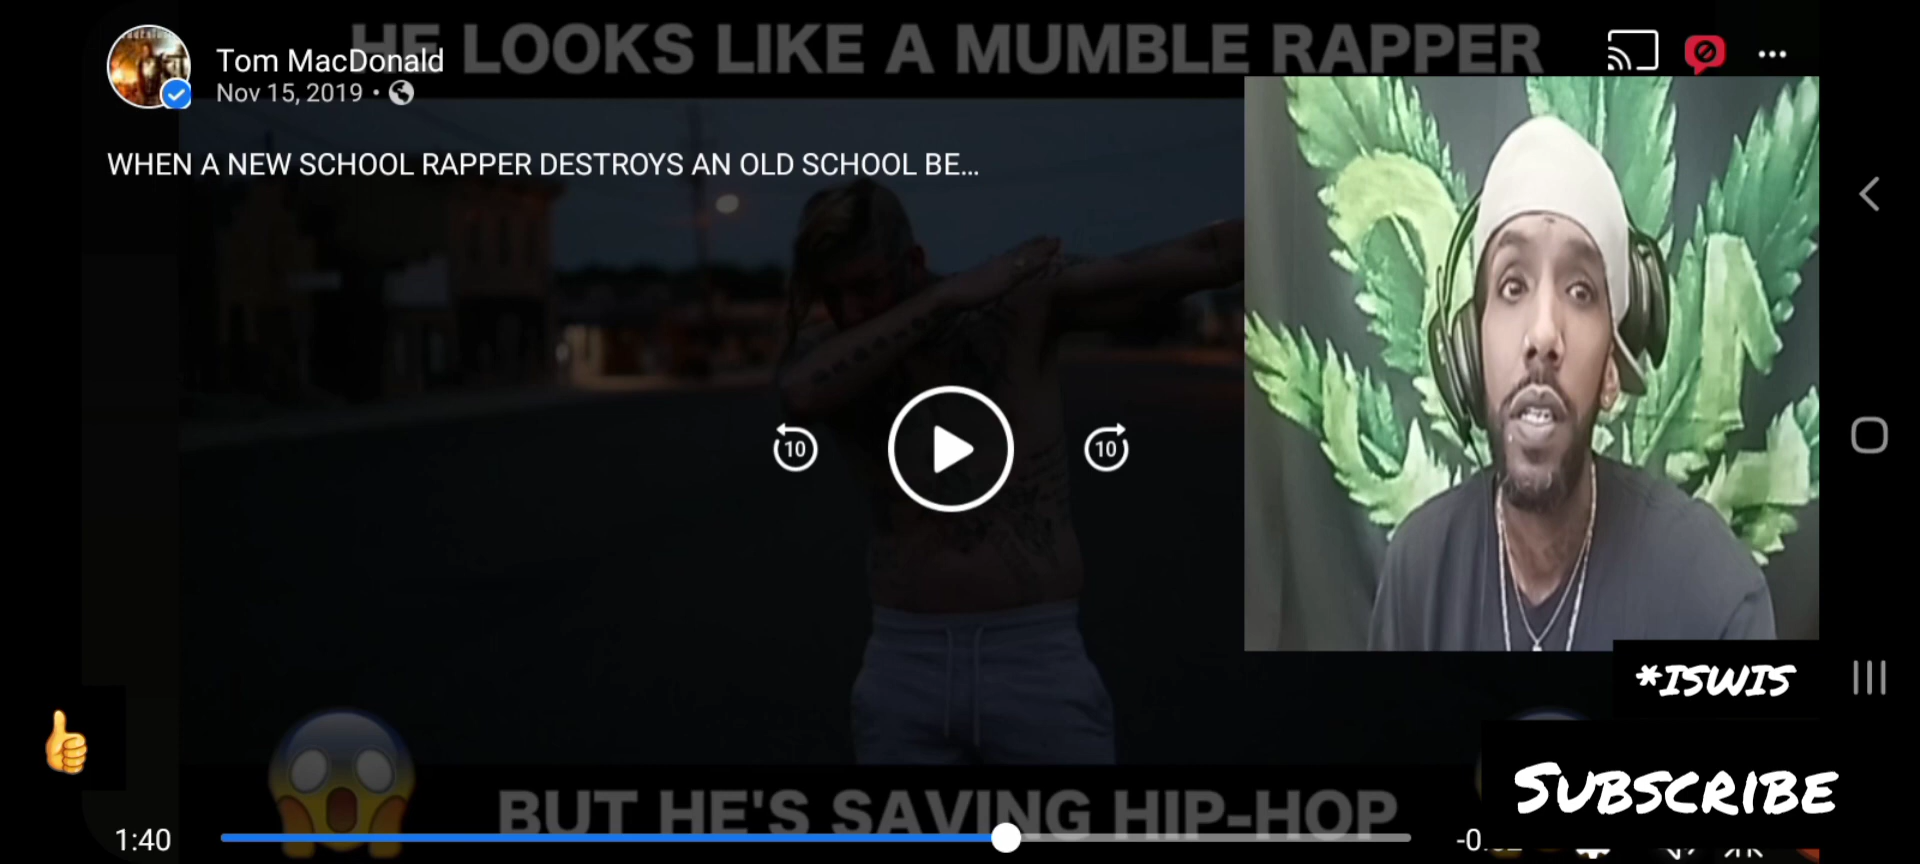 HE LOOKS LIKE A MUMBLE RAPPER
Tom MacDonald
Nov 15, 2019
WHEN A NEW SCHOOL RAPPER DESTROYS AN OLD SCHOOL BE...
10
10
*ISWIS
SUBSCRIBE
BUT HE'S SAVING HIP-HOP
1:40